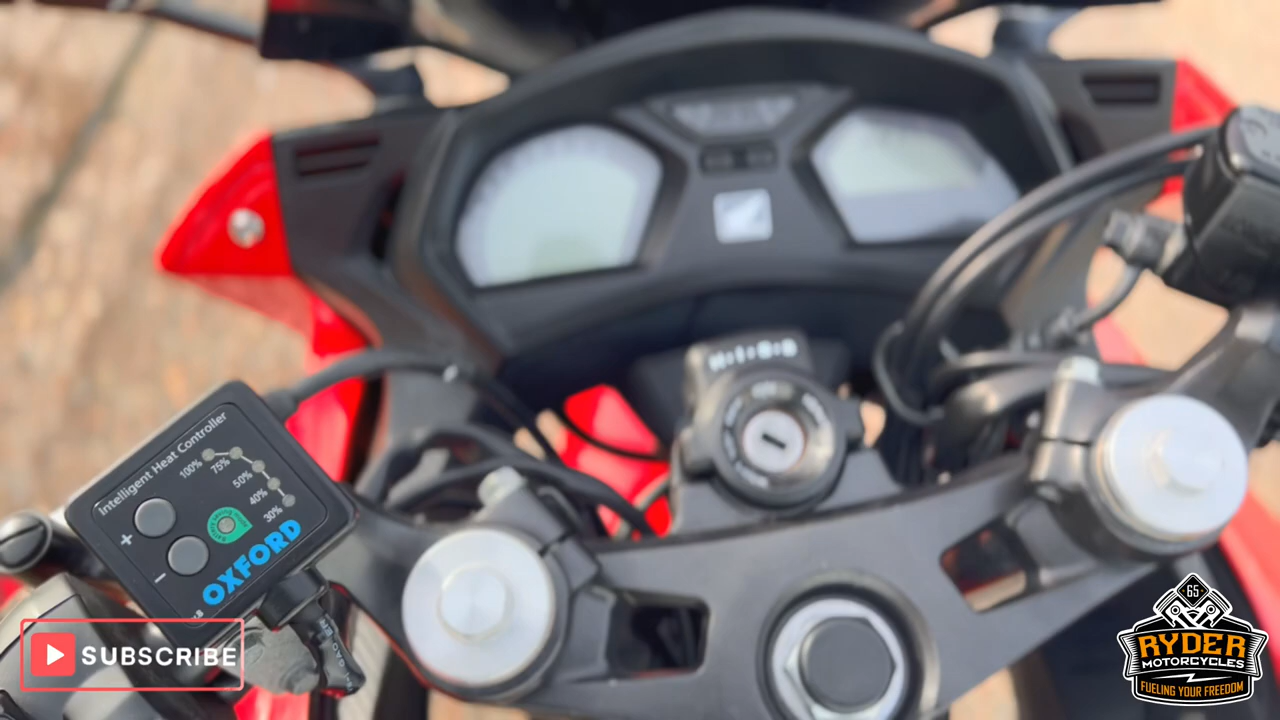 H·I·S·S
Intelligent Heat Controller
100%
75%
50%
40%
30%
+
−
OXFORD
SUBSCRIBE
65
RYDER
MOTORCYCLES
FUELING YOUR FREEDOM